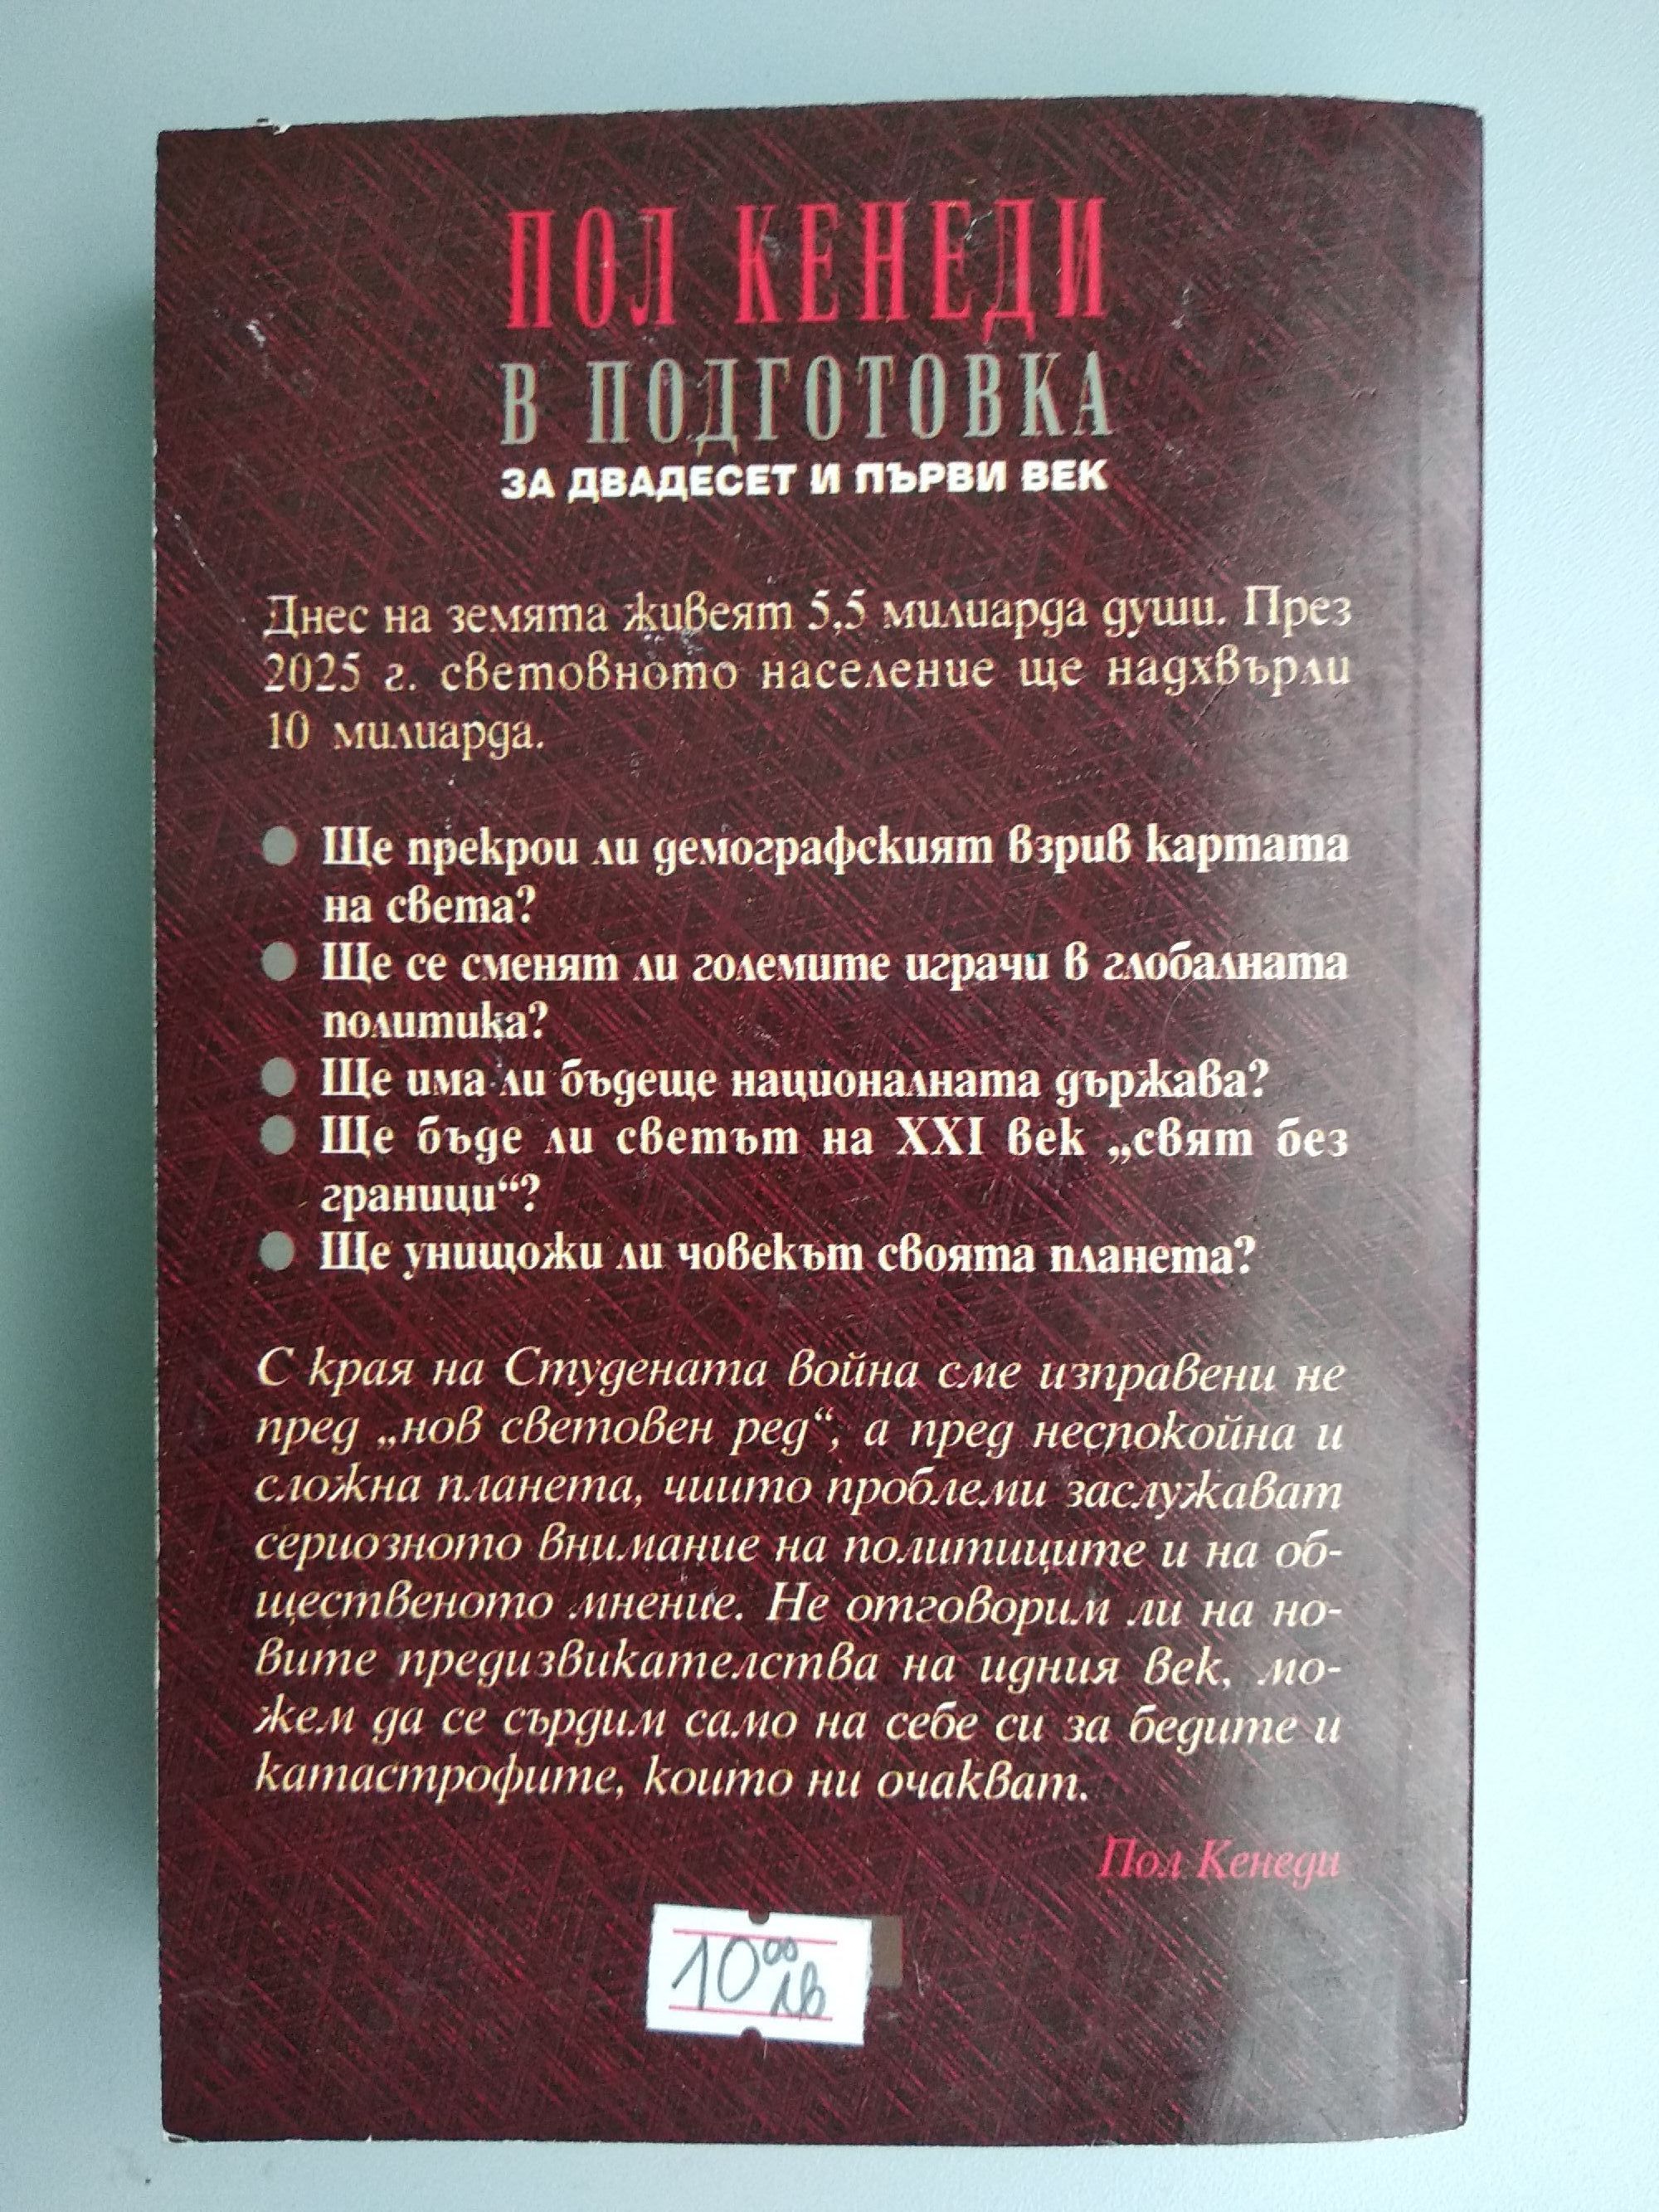 ПОЛ КЕНЕДИ
В ПОДГОТОВКА
ЗА ДВАДЕСЕТ И ПЪРВИ ВЕК
Днес на земята живеят 5,5 милиарда души. През
2025 г. световното население ще надхвърли
10 милиарда.
● Ще прекрои ли демографският взрив картата
на света?
● Ще се сменят ли големите играчи в глобалната
политика?
● Ще има ли бъдеще националната държава?
● Ще бъде ли светът на XXI век „свят без
граници“?
● Ще унищожи ли човекът своята планета?
С края на Студената война сме изправени не
пред „нов световен ред“, а пред неспокойна и
сложна планета, чиито проблеми заслужават
сериозното внимание на политиците и на об-
щественото мнение. Не отговорим ли на но-
вите предизвикателства на идния век, мо-
жем да се сърдим само на себе си за бедите и
катастрофите, които ни очакват.
Пол Кенеди
10⁰⁰ лв